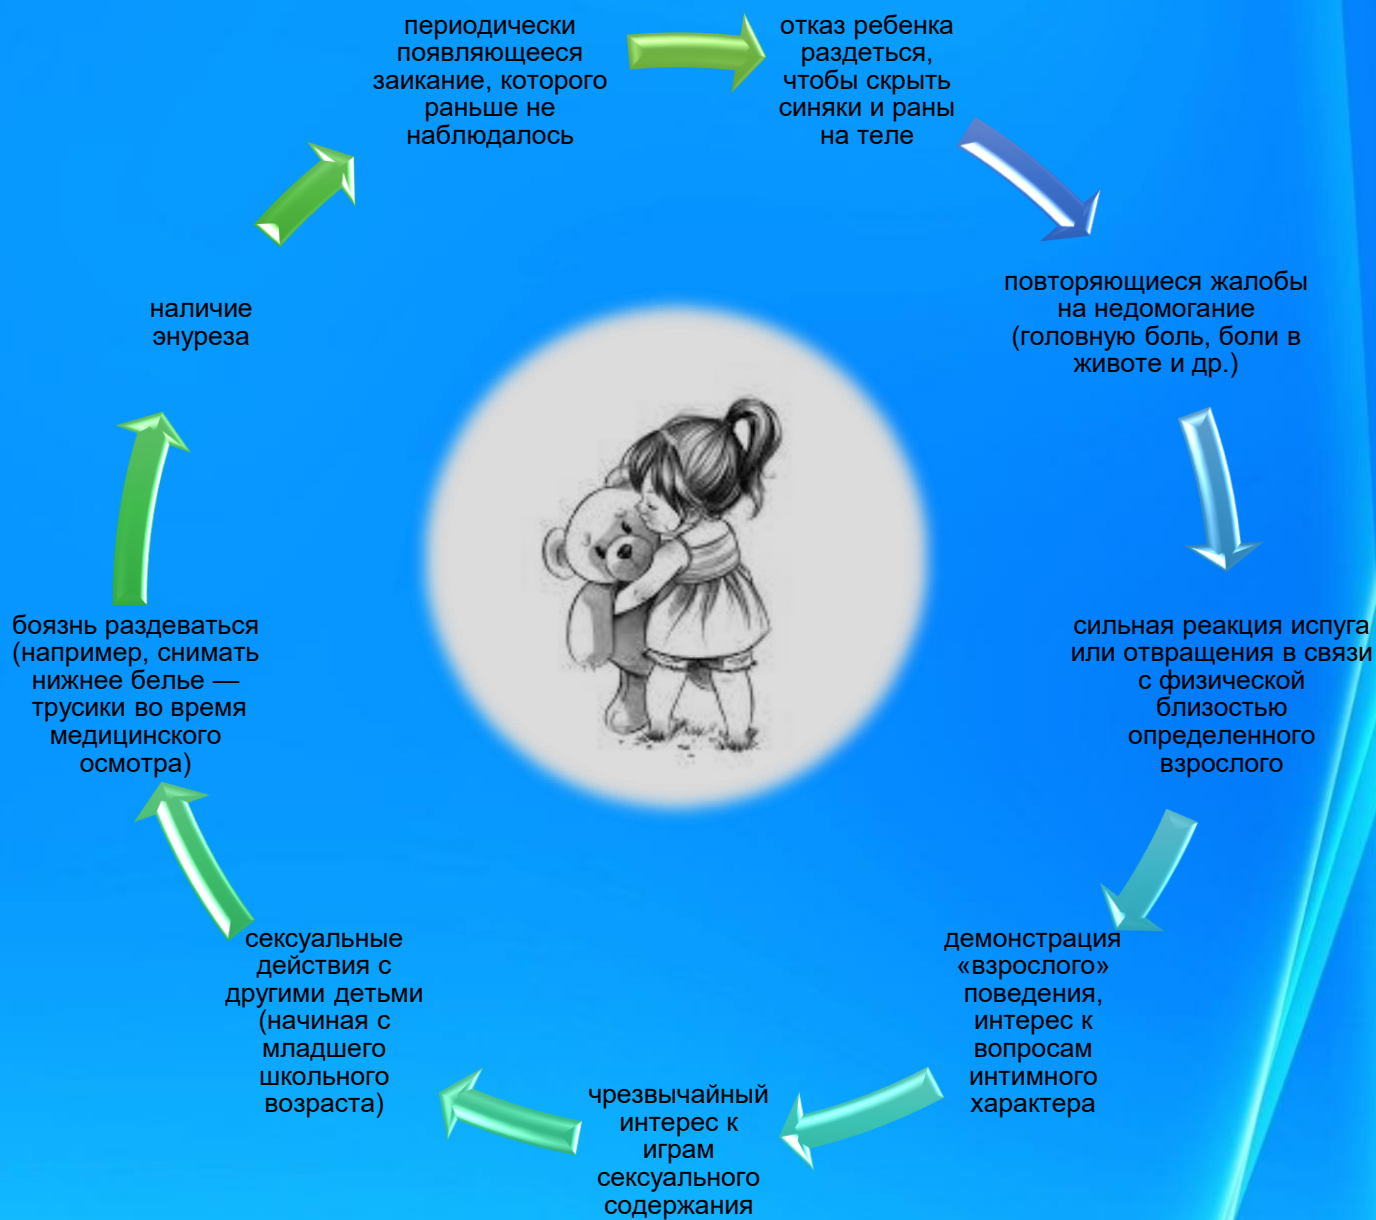 периодически
появляющееся
заикание, которого
раньше не
наблюдалось
отказ ребенка
раздеться,
чтобы скрыть
синяки и раны
на теле
повторяющиеся жалобы
на недомогание
(головную боль, боли в
животе и др.)
сильная реакция испуга
или отвращения в связи
с физической
близостью
определенного
взрослого
демонстрация
«взрослого»
поведения,
интерес к
вопросам
интимного
характера
чрезвычайный
интерес к
играм
сексуального
содержания
сексуальные
действия с
другими детьми
(начиная с
младшего
школьного
возраста)
боязнь раздеваться
(например, снимать
нижнее белье —
трусики во время
медицинского
осмотра)
наличие
энуреза